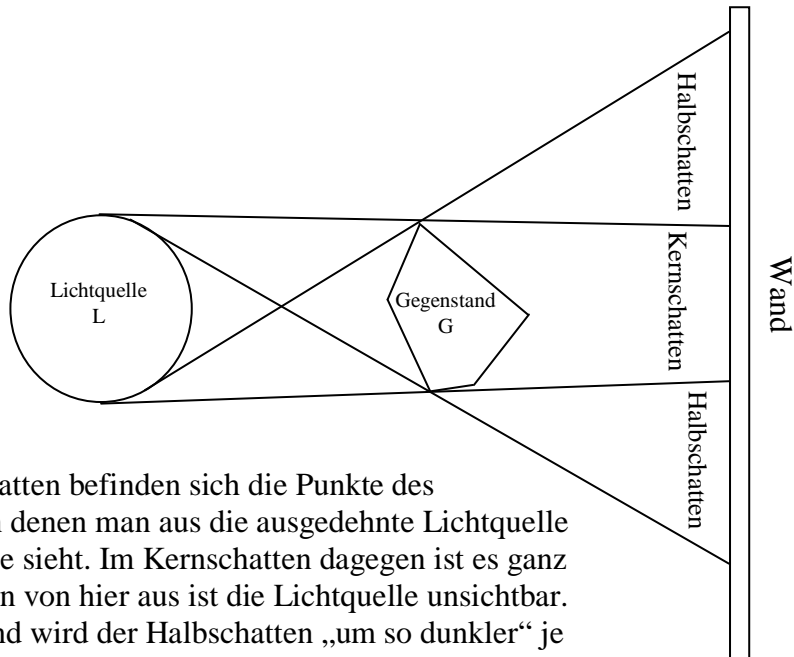 Halbschatten
Wand
Kernschatten
Lichtquelle
L
Gegenstand
G
Halbschatten
atten befinden sich die Punkte des
denen man aus die ausgedehnte Lichtquelle
e sieht. Im Kernschatten dagegen ist es ganz
n von hier aus ist die Lichtquelle unsichtbar.
nd wird der Halbschatten „um so dunkler“ je